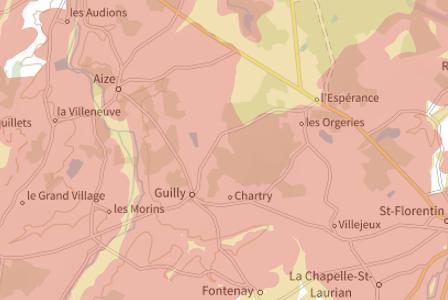 les Audions
R
Aize
l'Espérance
la Villeneuve
uillets
les Orgeries
le Grand Village
Guilly
Chartry
les Morins
St-Florentin
Villejeux
La Chapelle-St-
Laurian
Fontenay